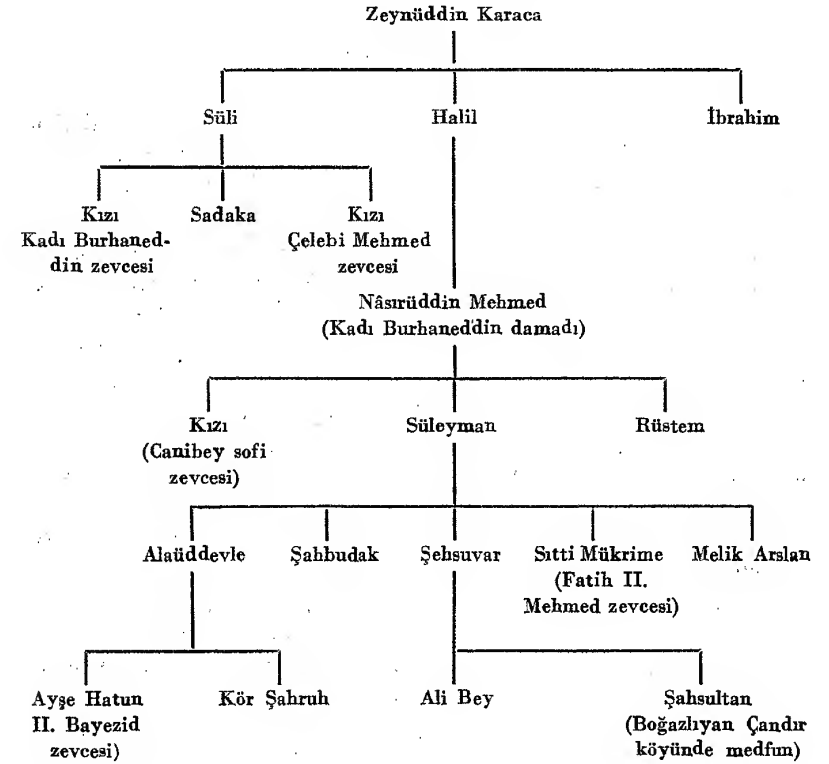 Zeynüddin Karaca
Süli
Halil
İbrahim
Kızı
Kadı Burhaned-
din zevcesi
Sadaka
Kızı
Çelebi Mehmed
zevcesi
Nâsırüddin Mehmed
(Kadı Burhaned'din damadı)
Kızı
(Canibey sofi
zevcesi)
Süleyman
Rüstem
Alaüddevle
Şahbudak
Şehsuvar
Sıtti Mükrime
(Fatih II.
Mehmed zevcesi)
Melik Arslan
Ayşe Hatun
II. Bayezid
zevcesi)
Kör Şahruh
Ali Bey
Şahsultan
(Boğazlıyan Çandır
köyünde medfun)